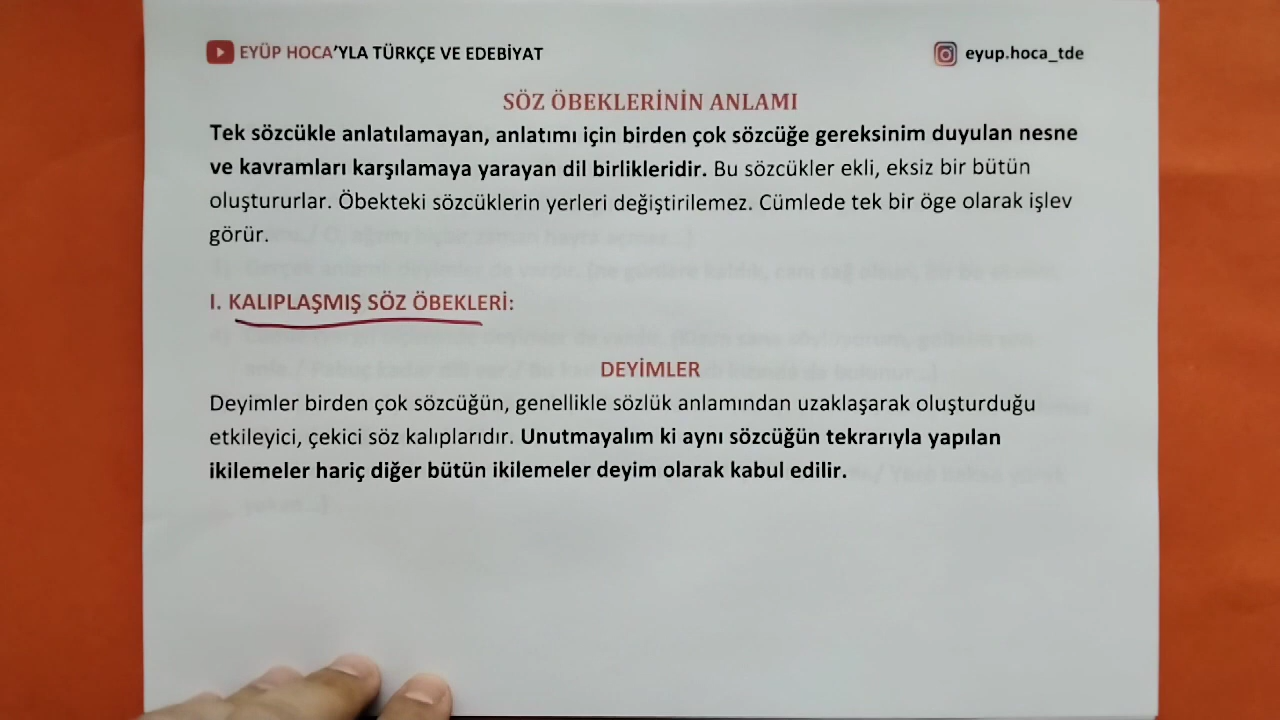 EYÜP HOCA'YLA TÜRKÇE VE EDEBİYAT
eyup.hoca_tde
SÖZ ÖBEKLERİNİN ANLAMI
Tek sözcükle anlatılamayan, anlatımı için birden çok sözcüğe gereksinim duyulan nesne
ve kavramları karşılamaya yarayan dil birlikleridir. Bu sözcükler ekli, eksiz bir bütün
oluştururlar. Öbekteki sözcüklerin yerleri değiştirilemez. Cümlede tek bir öge olarak işlev
görür.
I. KALIPLAŞMIŞ SÖZ ÖBEKLERİ:
DEYİMLER
Deyimler birden çok sözcüğün, genellikle sözlük anlamından uzaklaşarak oluşturduğu
etkileyici, çekici söz kalıplarıdır. Unutmayalım ki aynı sözcüğün tekrarıyla yapılan
ikilemeler hariç diğer bütün ikilemeler deyim olarak kabul edilir.